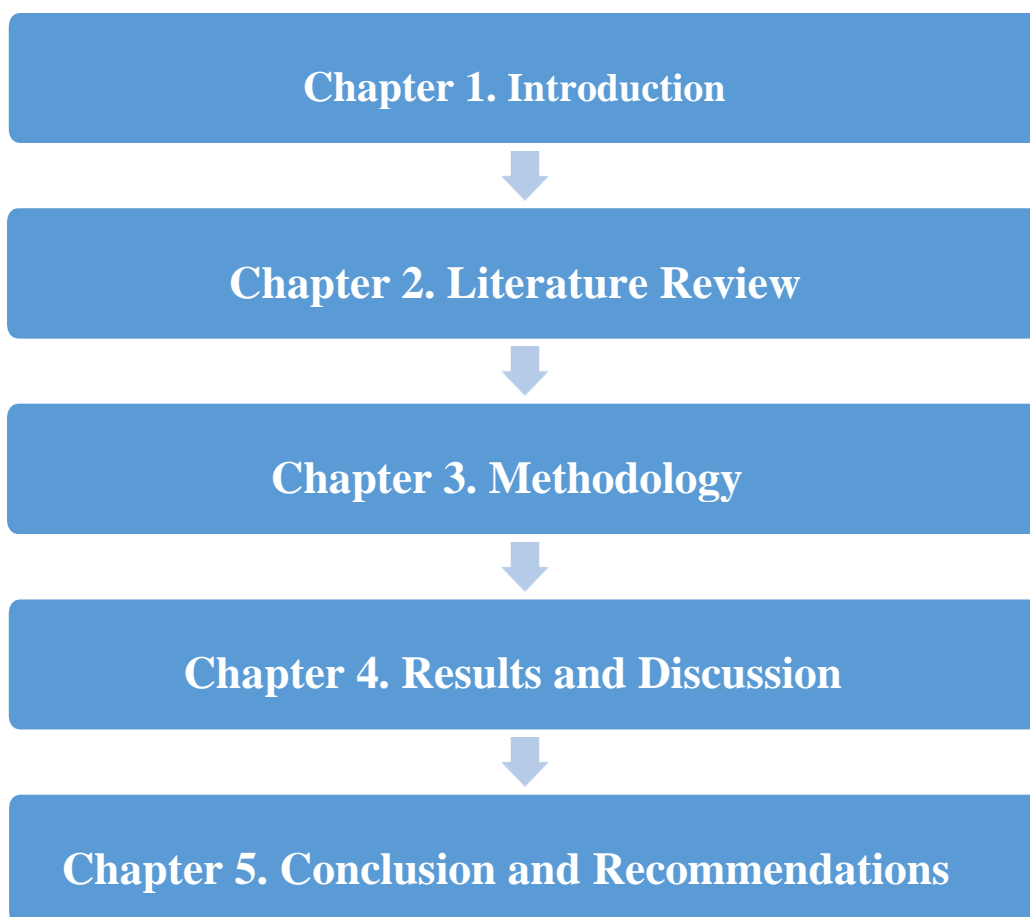 Chapter 1. Introduction
Chapter 2. Literature Review
Chapter 3. Methodology
Chapter 4. Results and Discussion
Chapter 5. Conclusion and Recommendations